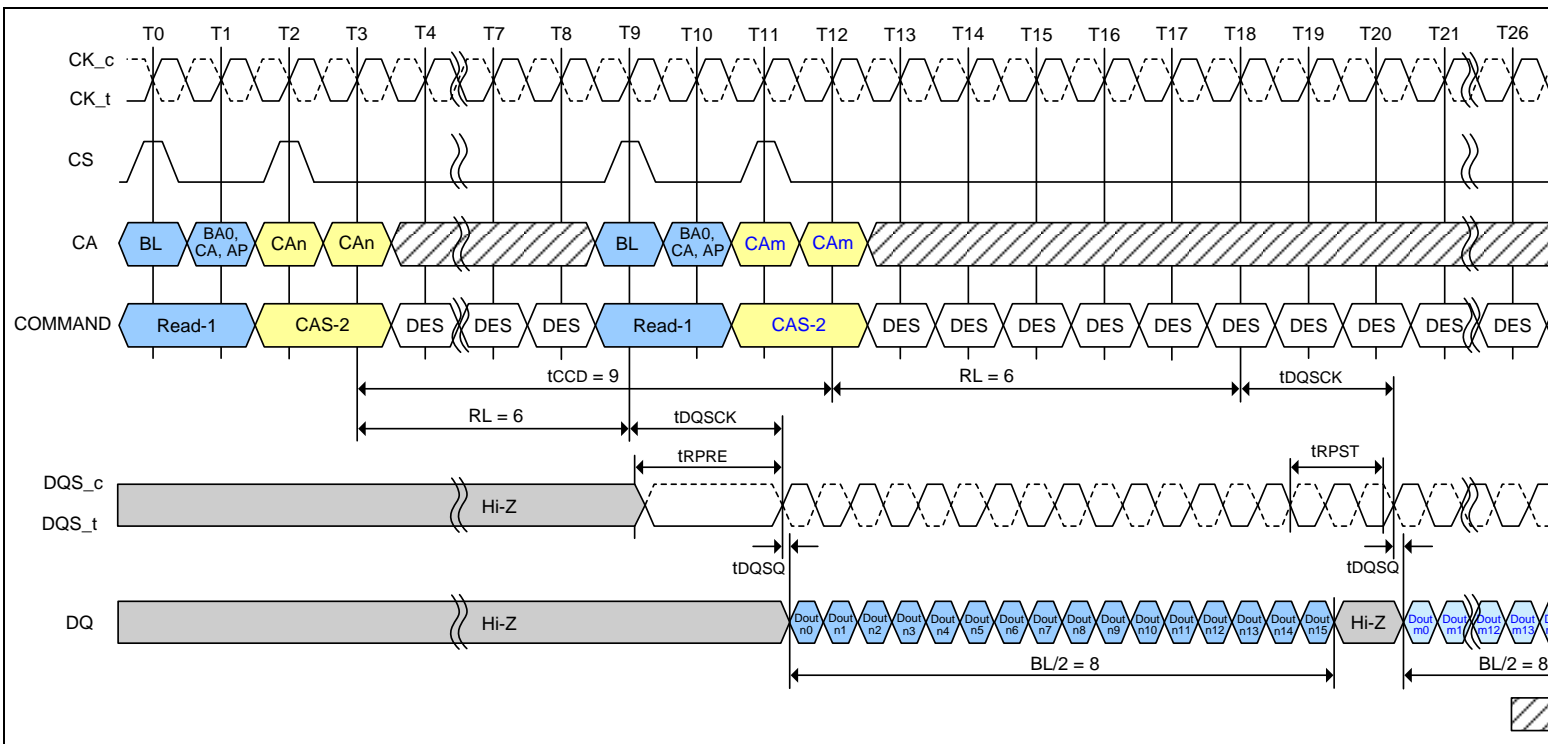 T0 T1 T2 T3 T4 T7 T8 T9 T10 T11 T12 T13 T14 T15 T16 T17 T18 T19 T20 T21 T26
CK_c
CK_t
CS
CA BL BA0, CA, AP CAn CAn BL BA0, CA, AP CAm CAm
COMMAND Read-1 CAS-2 DES DES DES Read-1 CAS-2 DES DES DES DES DES DES DES DES DES DES
tCCD = 9 RL = 6 tDQSCK
RL = 6 tDQSCK
tRPRE tRPST
DQS_c
Hi-Z
DQS_t
tDQSQ tDQSQ
DQ Hi-Z Dout n0 Dout n1 Dout n2 Dout n3 Dout n4 Dout n5 Dout n6 Dout n7 Dout n8 Dout n9 Dout n10 Dout n11 Dout n12 Dout n13 Dout n14 Dout n15 Hi-Z Dout m0 Dout m1 Dout m12 Dout m13
BL/2 = 8 BL/2 = 8